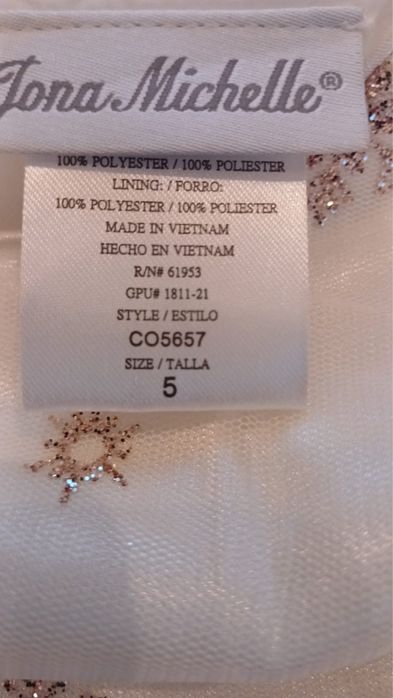 Jona Michelle®
100% POLYESTER / 100% POLIESTER
LINING: / FORRO:
100% POLYESTER / 100% POLIESTER
MADE IN VIETNAM
HECHO EN VIETNAM
R/N# 61953
GPU# 1811-21
STYLE / ESTILO
CO5657
SIZE / TALLA
5